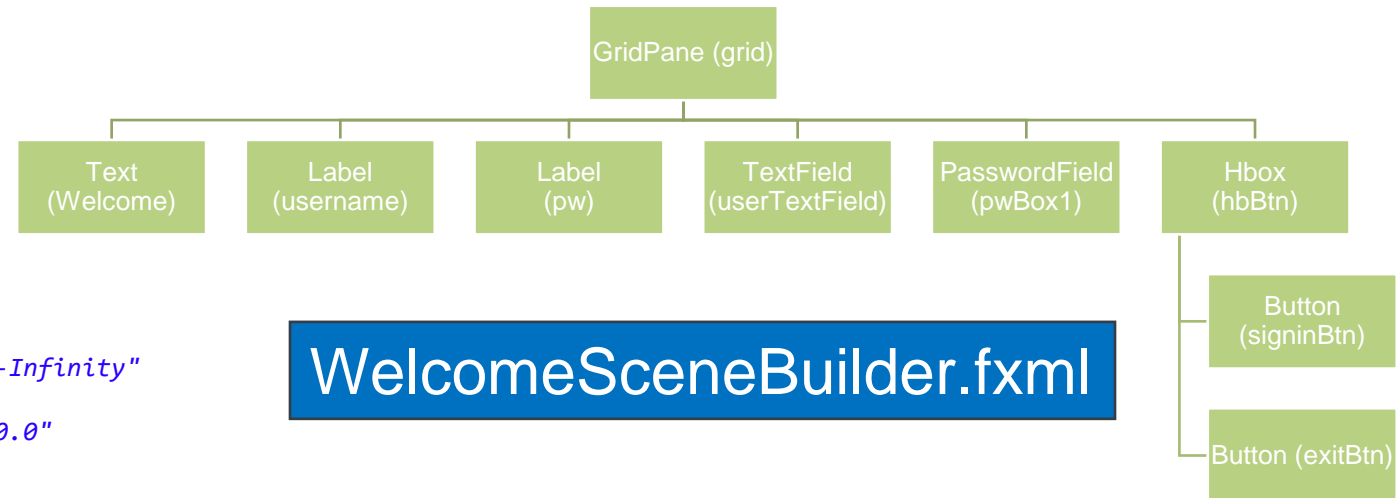 GridPane (grid)
Text
(Welcome)
Label
(username)
Label
(pw)
TextField
(userTextField)
PasswordField
(pwBox1)
Hbox
(hbBtn)
Button
(signinBtn)
Button (exitBtn)
-Infinity"
0.0"
WelcomeSceneBuilder.fxml